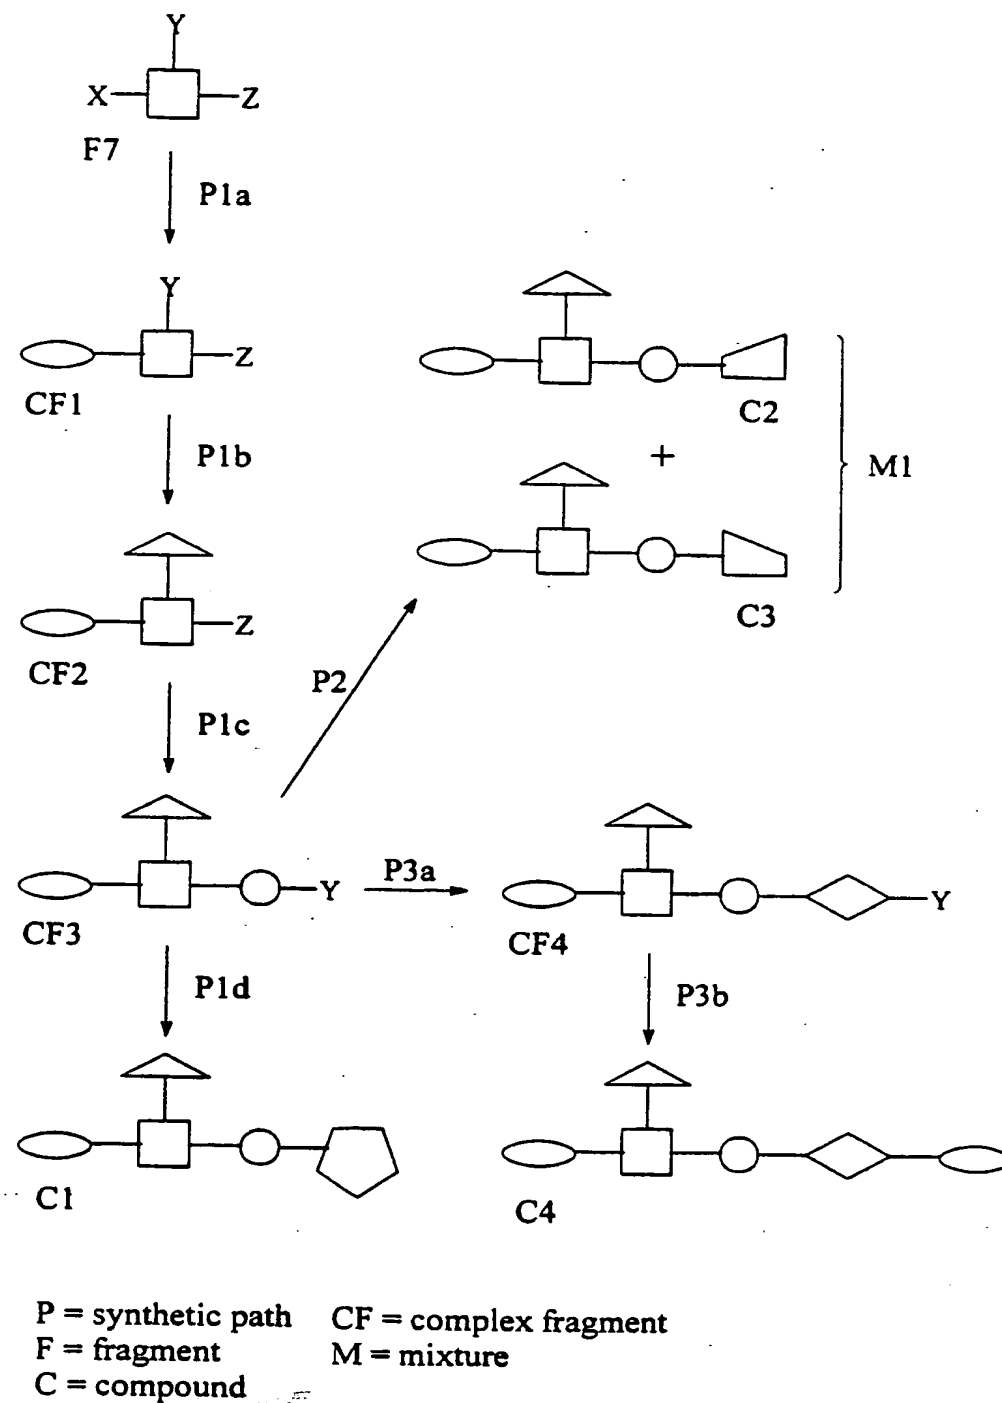 Y
X
Z
F7
P1a
Y
Z
CF1
P1b
Z
CF2
P1c
C2
+
M1
C3
P2
Y
CF3
P3a
Y
CF4
P1d
P3b
C1
C4
P = synthetic path CF = complex fragment
F = fragment M = mixture
C = compound